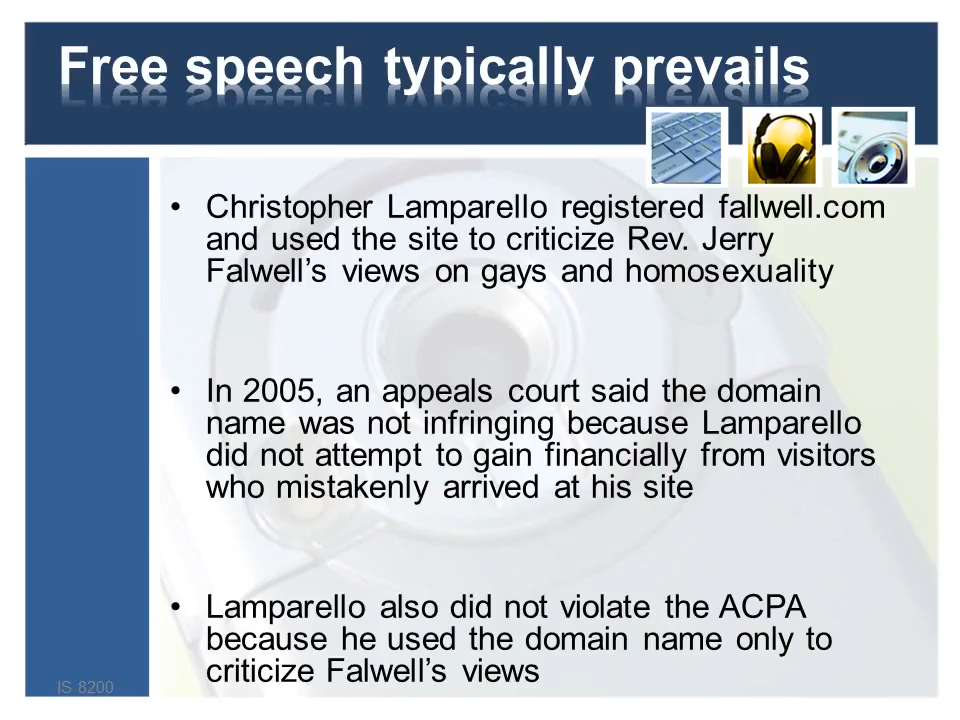 Free speech typically prevails
• Christopher Lamparello registered fallwell.com
and used the site to criticize Rev. Jerry
Falwell’s views on gays and homosexuality
• In 2005, an appeals court said the domain
name was not infringing because Lamparello
did not attempt to gain financially from visitors
who mistakenly arrived at his site
• Lamparello also did not violate the ACPA
because he used the domain name only to
criticize Falwell’s views
IS 8200